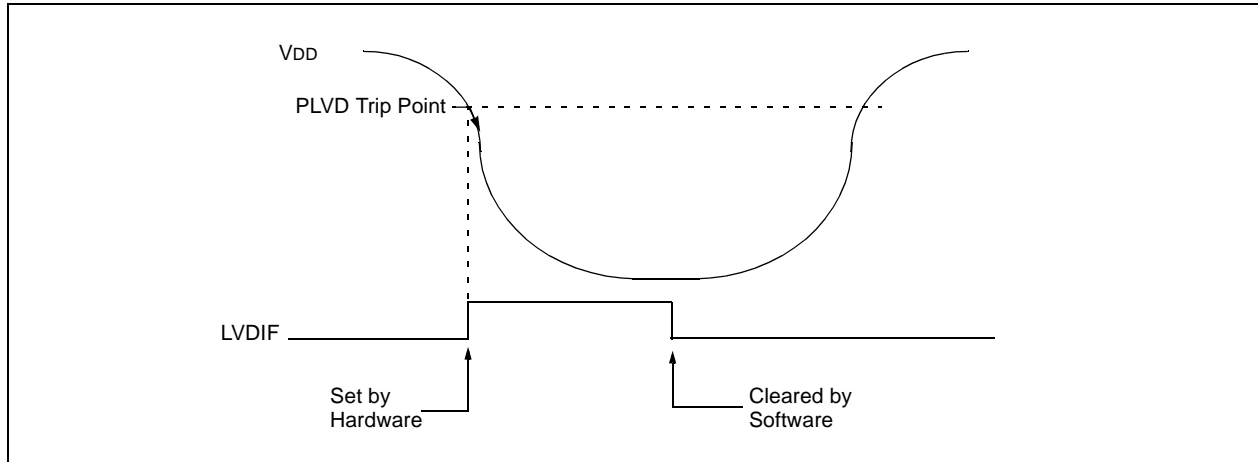 VDD
PLVD Trip Point
LVDIF
Set by
Hardware
Cleared by
Software